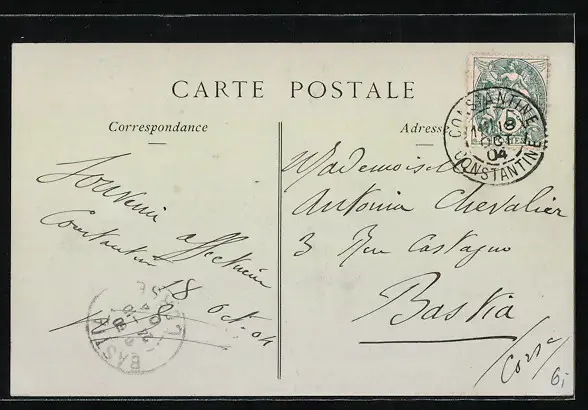 CARTE POSTALE
Correspondance
Adresse
Souvenir affectueux
Constantine 18 Oct. 04
Mademoiselle
Antonia Chevalier
3 Rue Castagno
Bastia
(Corse)
CONSTANTINE
18
OCT
04
CONSTANTINE
5
BASTIA
6,-